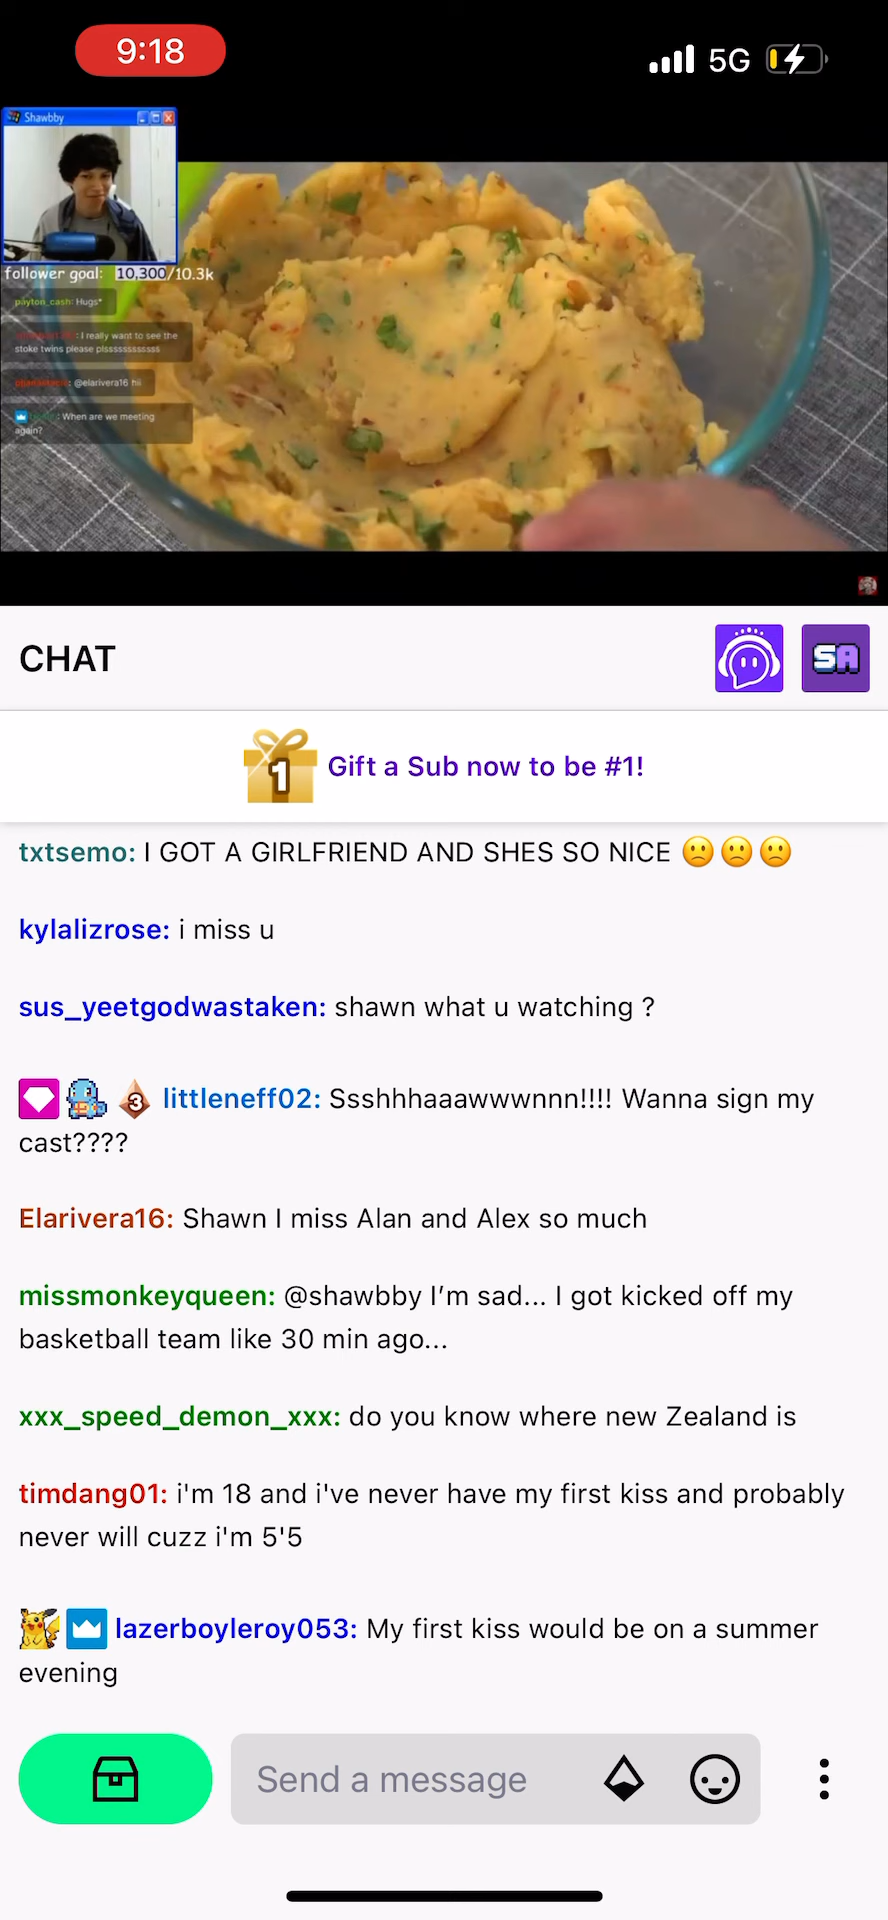 9:18
5G
Shawbby
follower goal: 10,300/10.3k
payton_cash: Hugs*
: I really want to see the
stoke twins please plssssssssssss
: @elarivera16 hii
: When are we meeting
again?
CHAT
SA
1
Gift a Sub now to be #1!
txtsemo: I GOT A GIRLFRIEND AND SHES SO NICE 🙁🙁🙁
kylalizrose: i miss u
sus_yeetgodwastaken: shawn what u watching ?
3 littleneff02: Ssshhhaaawwwnnn!!!! Wanna sign my
cast????
Elarivera16: Shawn I miss Alan and Alex so much
missmonkeyqueen: @shawbby I’m sad... I got kicked off my
basketball team like 30 min ago...
xxx_speed_demon_xxx: do you know where new Zealand is
timdang01: i'm 18 and i've never have my first kiss and probably
never will cuzz i'm 5'5
lazerboyleroy053: My first kiss would be on a summer
evening
Send a message